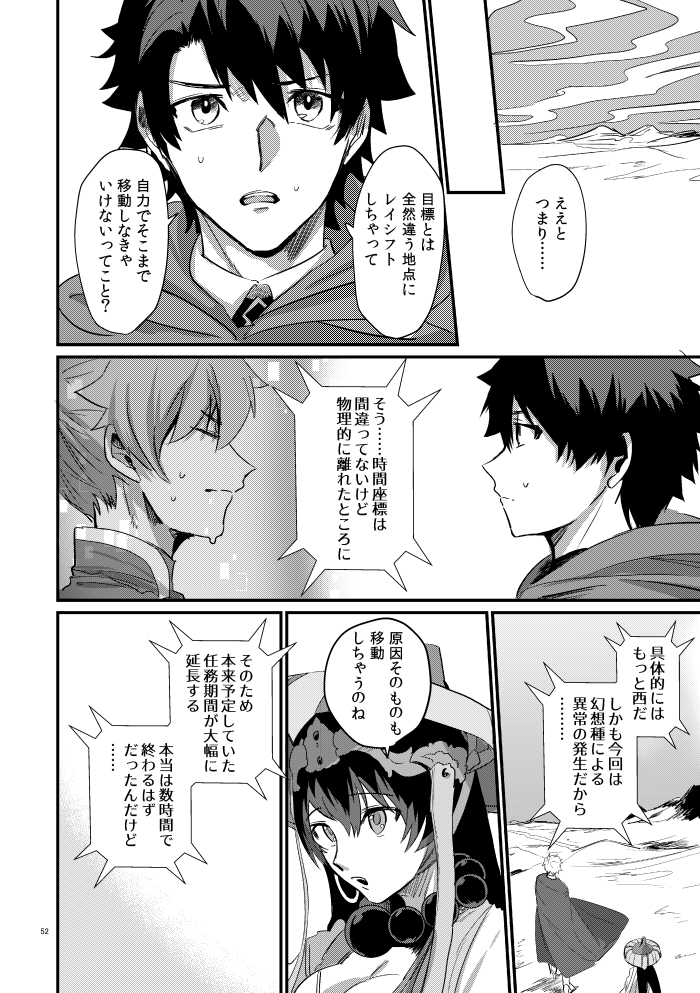 ええと
つまり……
目標とは
全然違う地点に
レイシフト
しちゃって
自力でそこまで
移動しなきゃ
いけないってこと？
そう……時間座標は
間違ってないけど
物理的に離れたところに
具体的には
もっと西だ
しかも今回は
幻想種による
異常の発生だから
………
原因そのものも
移動
しちゃうのね
そのため
本来予定していた
任務期間が大幅に
延長する
本当は数時間で
終わるはず
だったんだけど
……
52